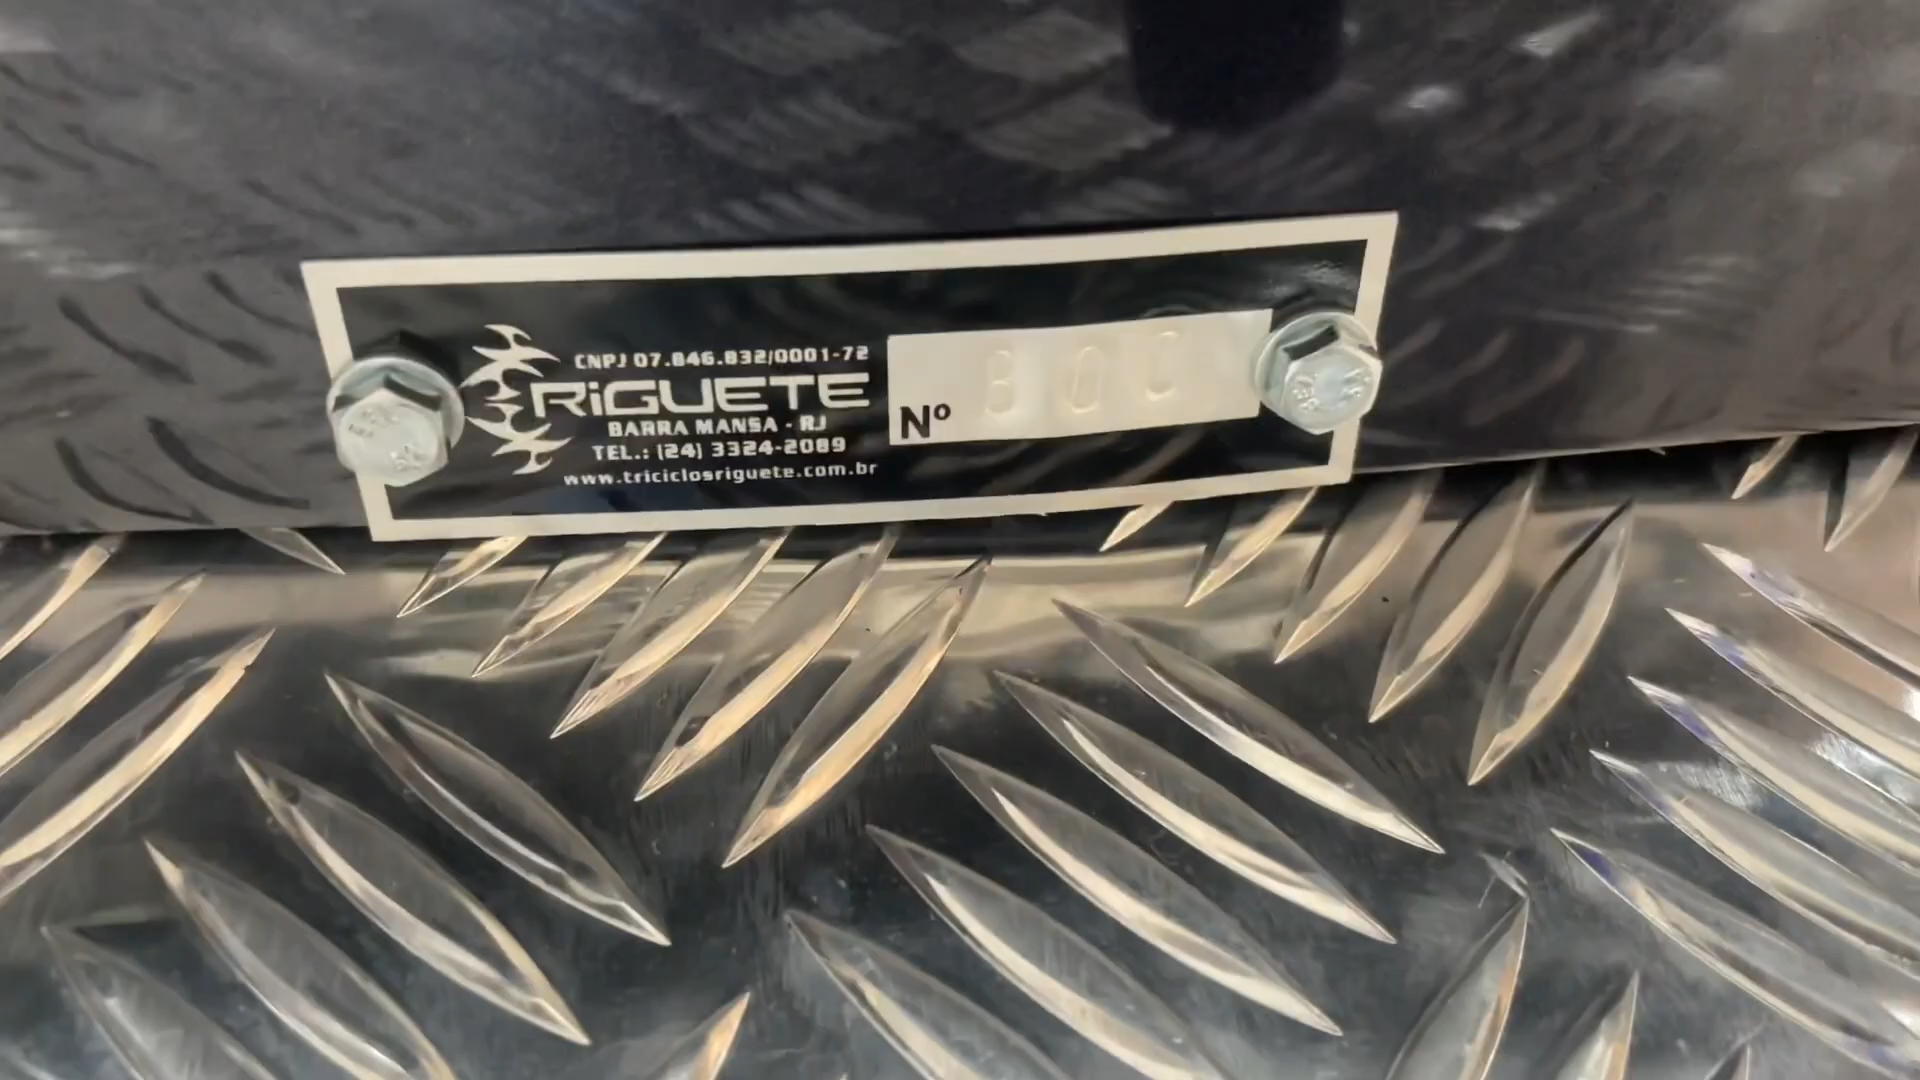 CNPJ 07.846.832/0001-72
RiGUETE
BARRA MANSA - RJ
TEL.: (24) 3324-2089
www.triciclosriguete.com.br
Nº